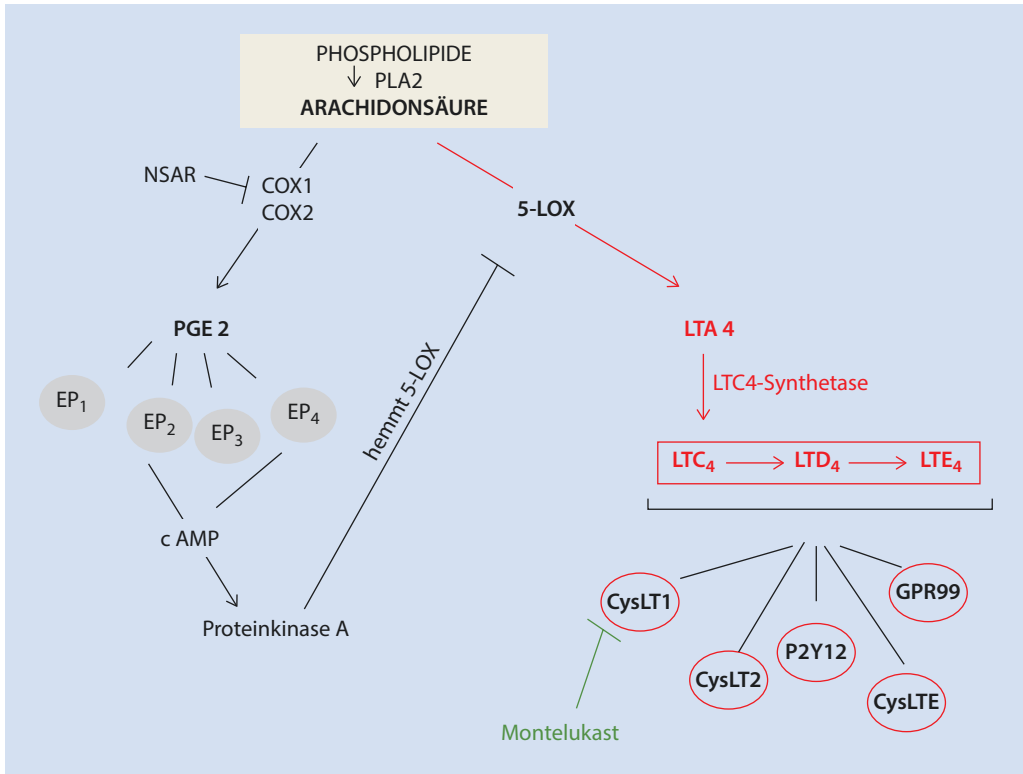 PHOSPHOLIPIDE
PLA2
ARACHIDONSÄURE
NSAR
COX1
COX2
5-LOX
PGE 2
EP1
EP2
EP3
EP4
c AMP
Proteinkinase A
hemmt 5-LOX
LTA 4
LTC4-Synthetase
LTC4 LTD4 LTE4
CysLT1
CysLT2
P2Y12
CysLTE
GPR99
Montelukast